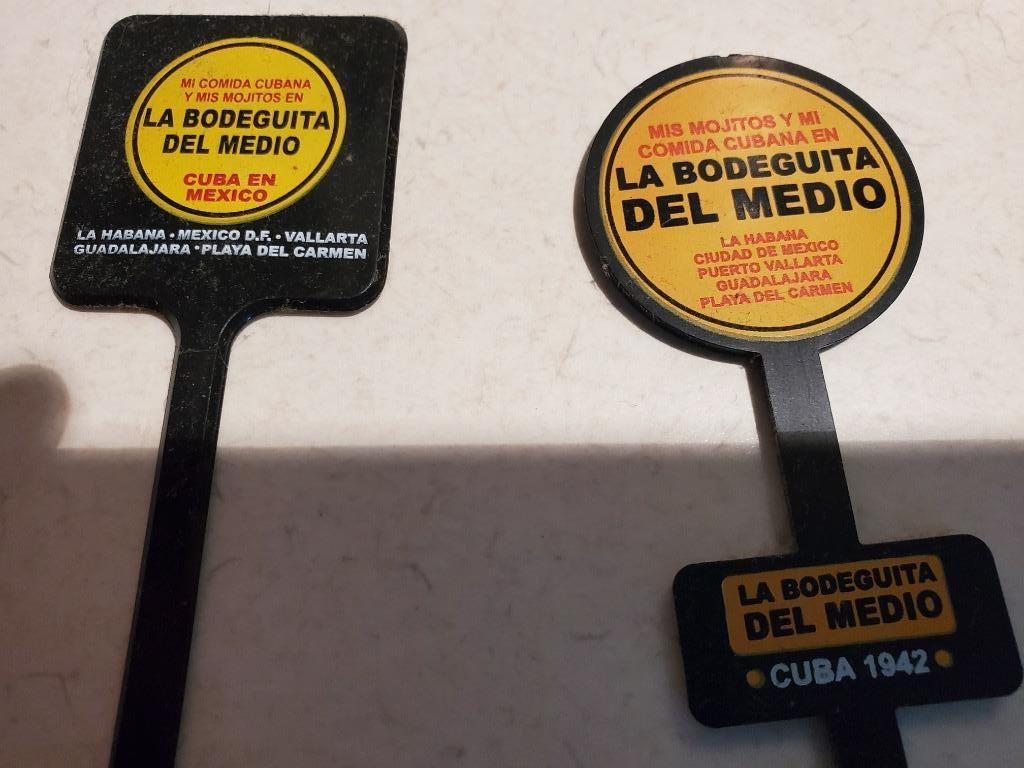 MI COMIDA CUBANA
Y MIS MOJITOS EN
LA BODEGUITA
DEL MEDIO
CUBA EN
MEXICO
LA HABANA • MEXICO D.F. • VALLARTA
GUADALAJARA • PLAYA DEL CARMEN
MIS MOJITOS Y MI
COMIDA CUBANA EN
LA BODEGUITA
DEL MEDIO
LA HABANA
CIUDAD DE MEXICO
PUERTO VALLARTA
GUADALAJARA
PLAYA DEL CARMEN
LA BODEGUITA
DEL MEDIO
• CUBA 1942 •